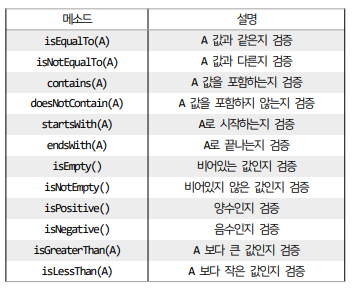 메소드 설명
isEqualTo(A) A 값과 같은지 검증
isNotEqualTo(A) A 값과 다른지 검증
contains(A) A 값을 포함하는지 검증
doesNotContain(A) A 값을 포함하지 않는지 검증
startsWith(A) A로 시작하는지 검증
endsWith(A) A로 끝나는지 검증
isEmpty() 비어있는 값인지 검증
isNotEmpty() 비어있지 않은 값인지 검증
isPositive() 양수인지 검증
isNegative() 음수인지 검증
isGreaterThan(A) A 보다 큰 값인지 검증
isLessThan(A) A 보다 작은 값인지 검증